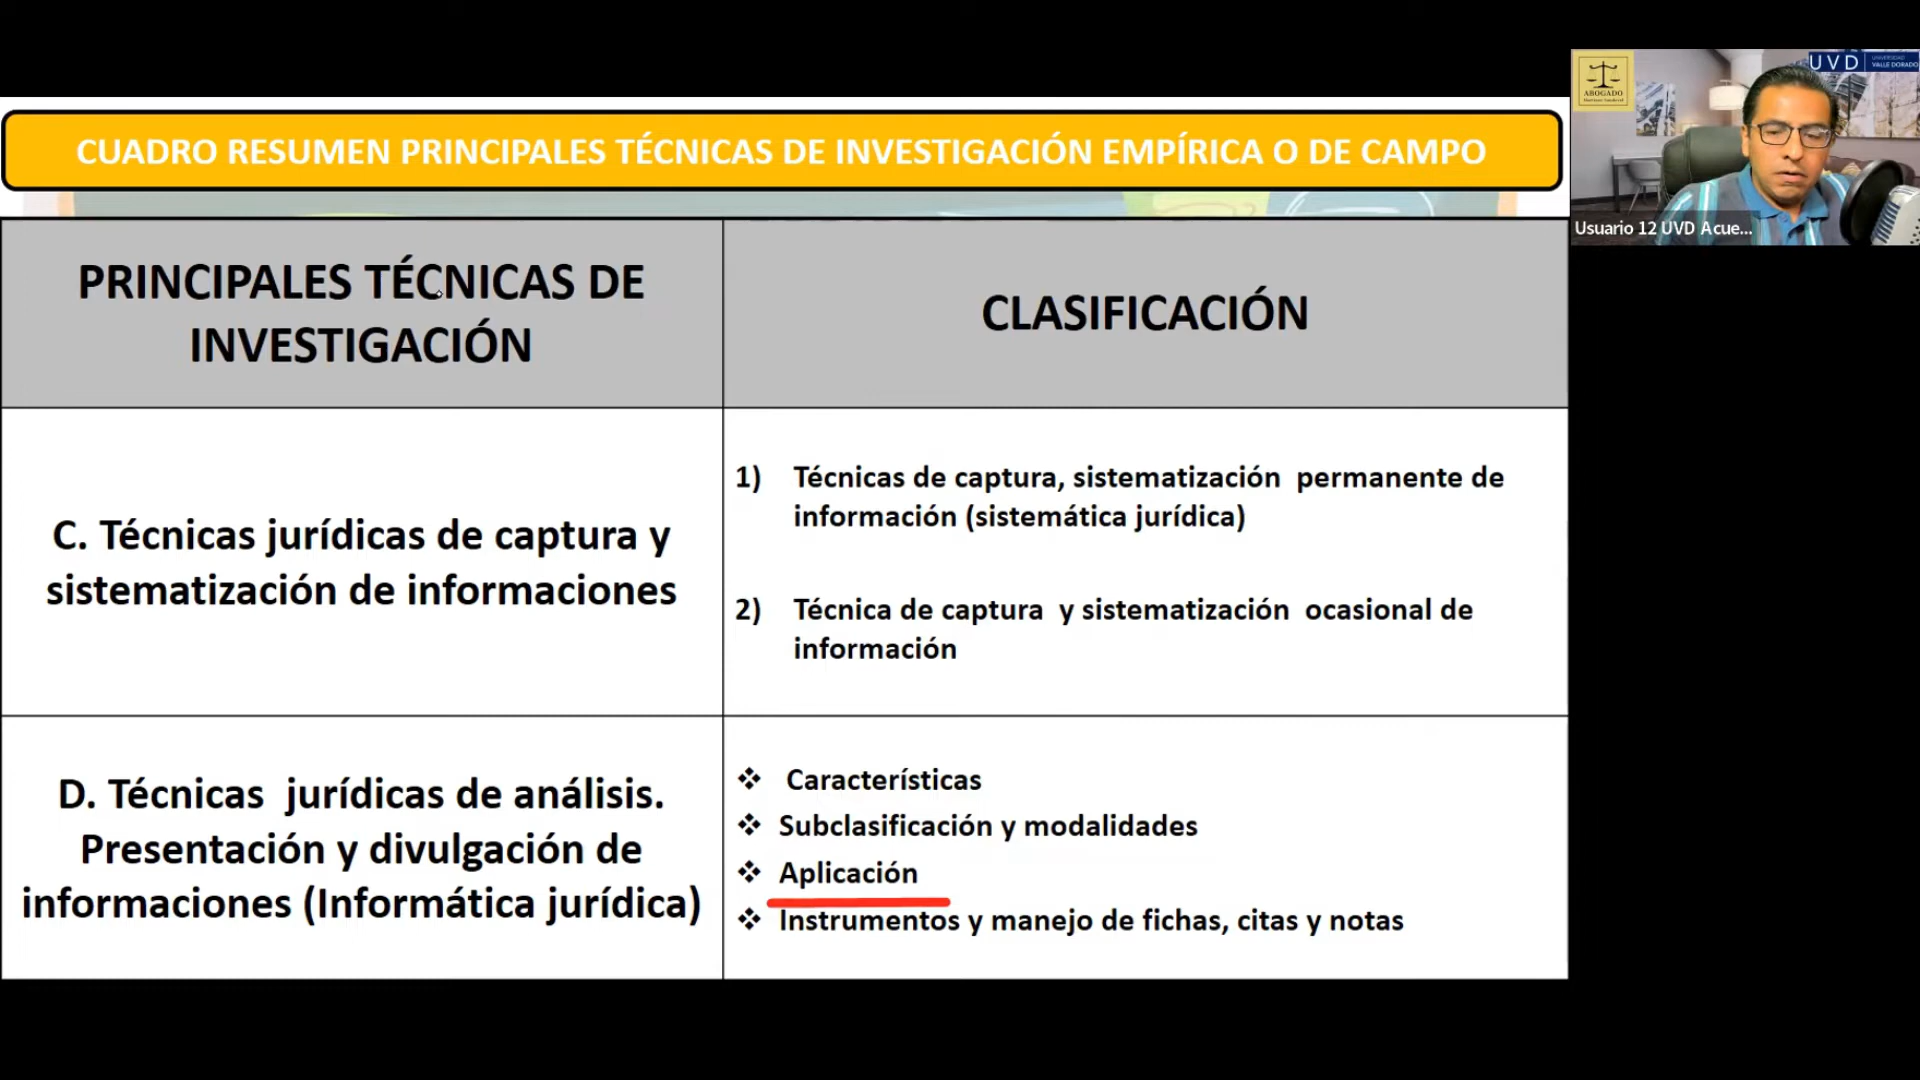 CUADRO RESUMEN PRINCIPALES TÉCNICAS DE INVESTIGACIÓN EMPÍRICA O DE CAMPO
UVD
UNIVERSIDAD
VALLE DORADO
ABOGADO
Usuario 12 UVD Acue...
PRINCIPALES TÉCNICAS DE
INVESTIGACIÓN
CLASIFICACIÓN
C. Técnicas jurídicas de captura y
sistematización de informaciones
1) Técnicas de captura, sistematización permanente de
información (sistemática jurídica)
2) Técnica de captura y sistematización ocasional de
información
D. Técnicas jurídicas de análisis.
Presentación y divulgación de
informaciones (Informática jurídica)
❖ Características
❖ Subclasificación y modalidades
❖ Aplicación
❖ Instrumentos y manejo de fichas, citas y notas